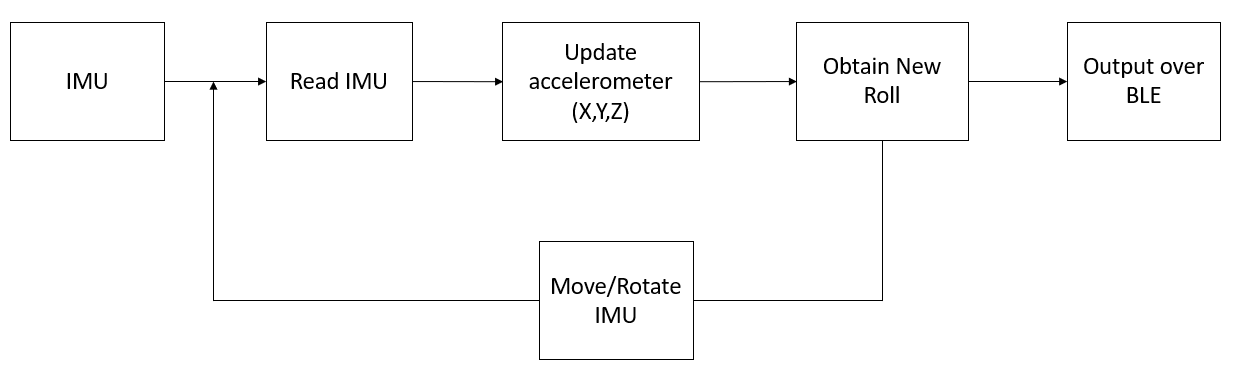 IMU
Read IMU
Update
accelerometer
(X,Y,Z)
Obtain New
Roll
Output over
BLE
Move/Rotate
IMU